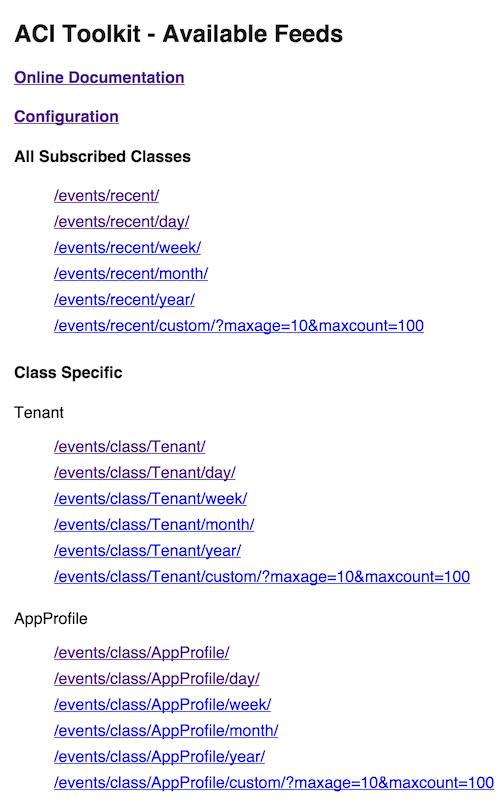 ACI Toolkit - Available Feeds
Online Documentation
Configuration
All Subscribed Classes
/events/recent/
/events/recent/day/
/events/recent/week/
/events/recent/month/
/events/recent/year/
/events/recent/custom/?maxage=10&maxcount=100
Class Specific
Tenant
/events/class/Tenant/
/events/class/Tenant/day/
/events/class/Tenant/week/
/events/class/Tenant/month/
/events/class/Tenant/year/
/events/class/Tenant/custom/?maxage=10&maxcount=100
AppProfile
/events/class/AppProfile/
/events/class/AppProfile/day/
/events/class/AppProfile/week/
/events/class/AppProfile/month/
/events/class/AppProfile/year/
/events/class/AppProfile/custom/?maxage=10&maxcount=100